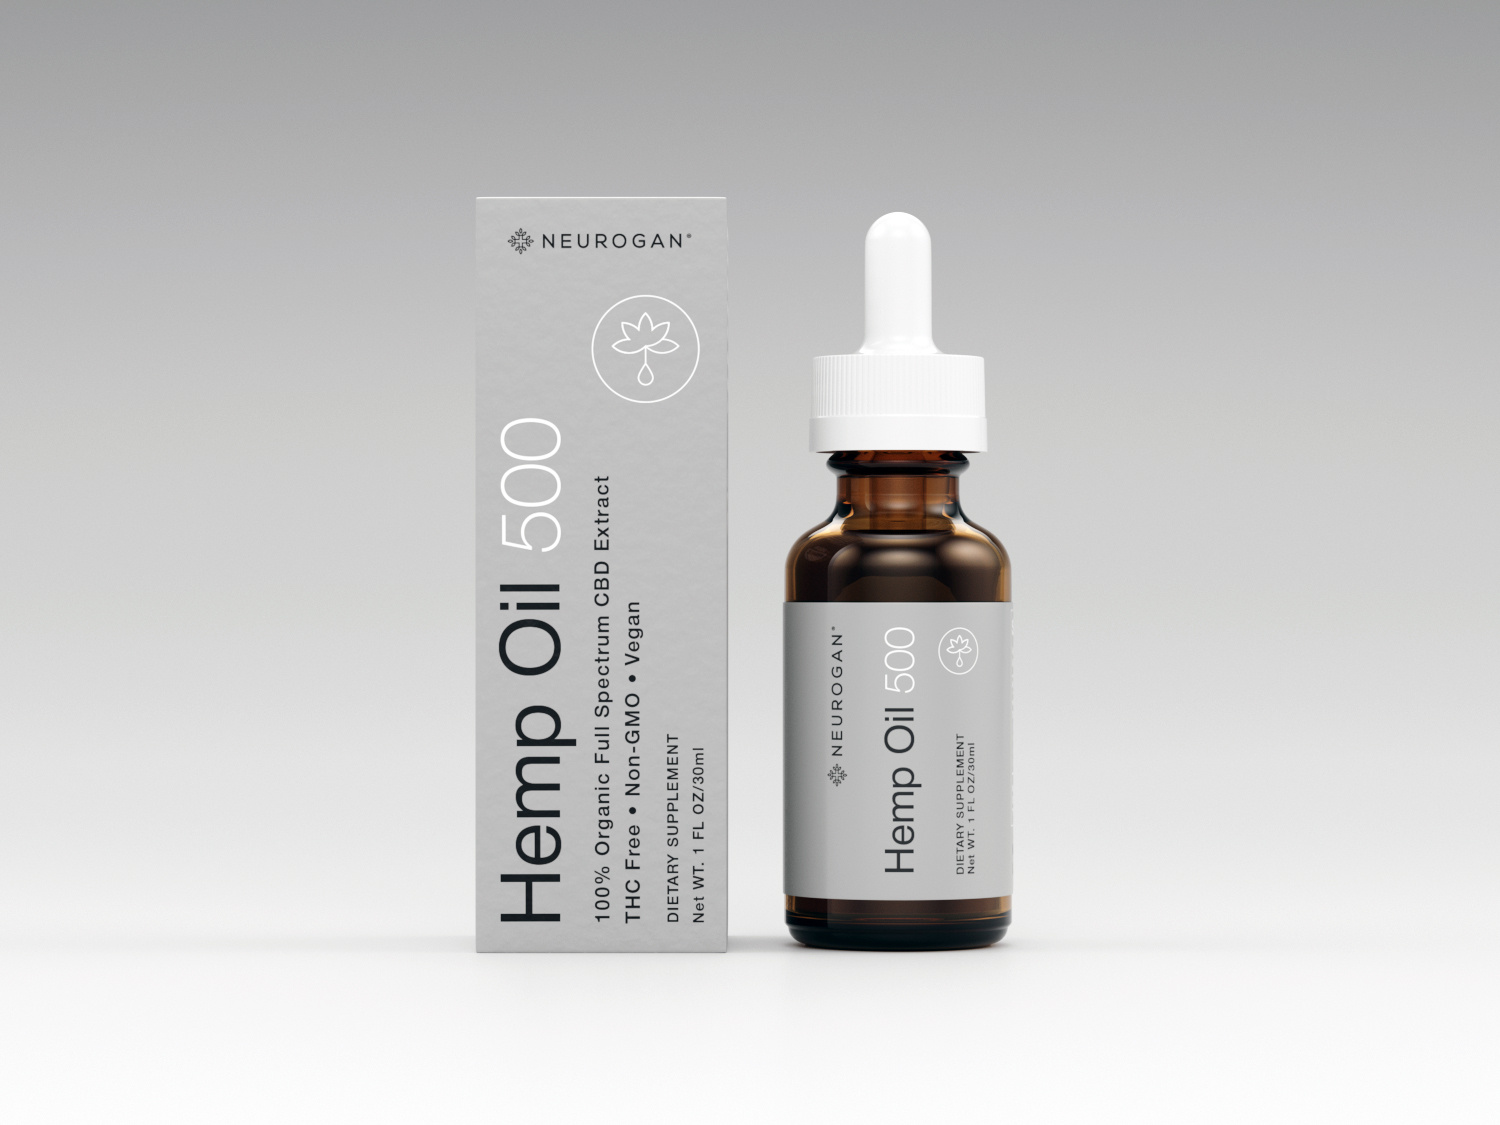 NEUROGAN®
Hemp Oil 500
100% Organic Full Spectrum CBD Extract
THC Free • Non-GMO • Vegan
DIETARY SUPPLEMENT
Net WT. 1 FL OZ/30ml
NEUROGAN®
Hemp Oil 500
DIETARY SUPPLEMENT
Net WT. 1 FL OZ/30ml